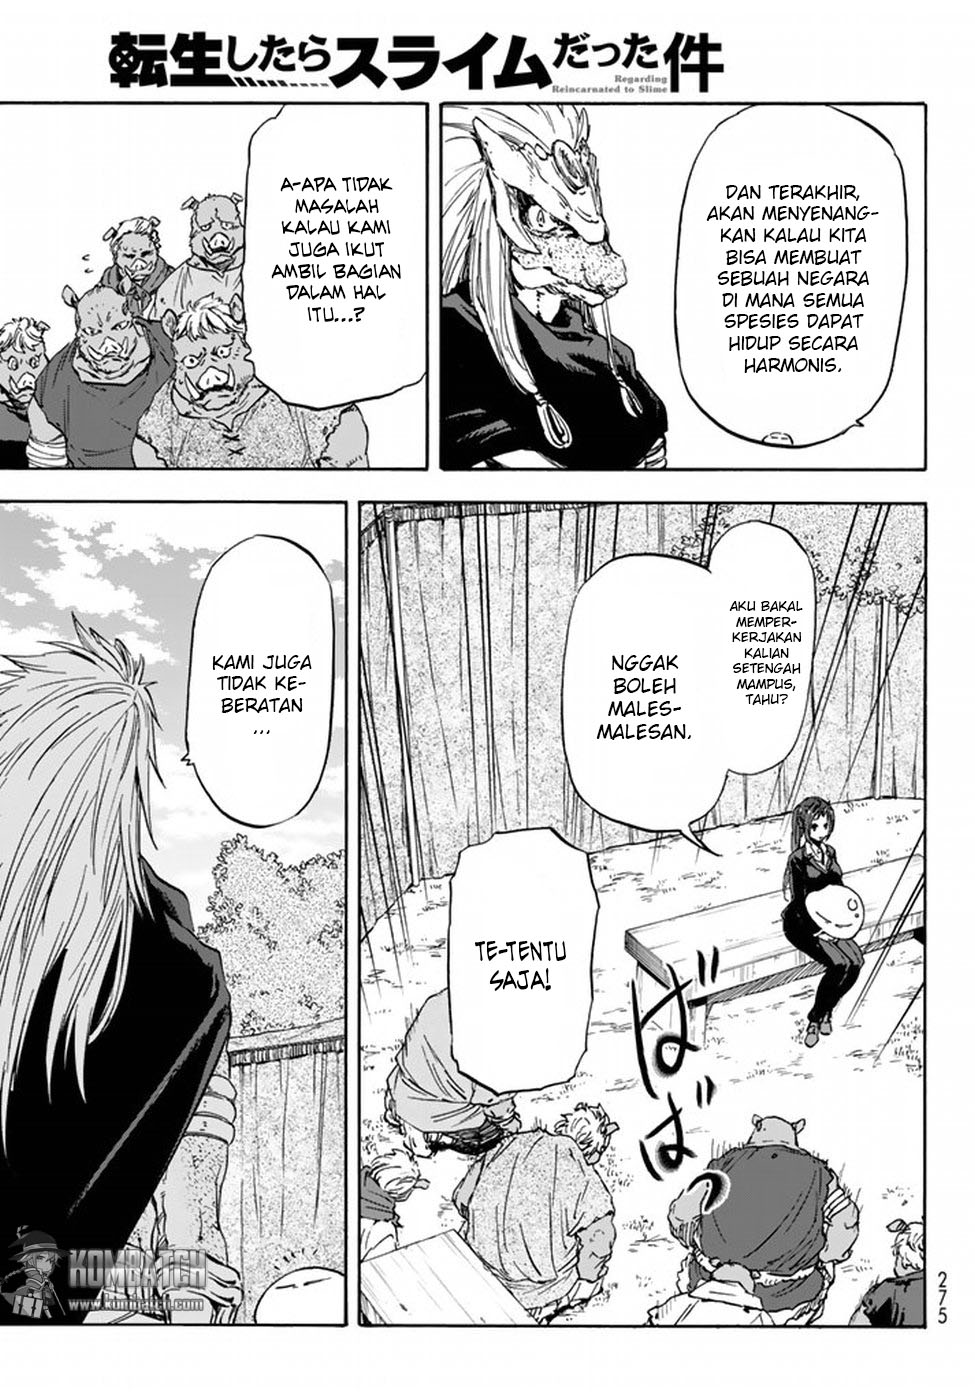 転生したらスライムだった件
Regarding
Reincarnated to Slime
DAN TERAKHIR,
AKAN MENYENANG-
KAN KALAU KITA
BISA MEMBUAT
SEBUAH NEGARA
DI MANA SEMUA
SPESIES DAPAT
HIDUP SECARA
HARMONIS.
A-APA TIDAK
MASALAH
KALAU KAMI
JUGA IKUT
AMBIL BAGIAN
DALAM HAL
ITU...?
AKU BAKAL
MEMPER-
KERJAKAN
KALIAN
SETENGAH
MAMPUS,
TAHU?
NGGAK
BOLEH
MALES-
MALESAN.
TE-TENTU
SAJA!
ばばっ
KAMI JUGA
TIDAK KE-
BERATAN
...
KOMBATCH
www.kombatch.com
275